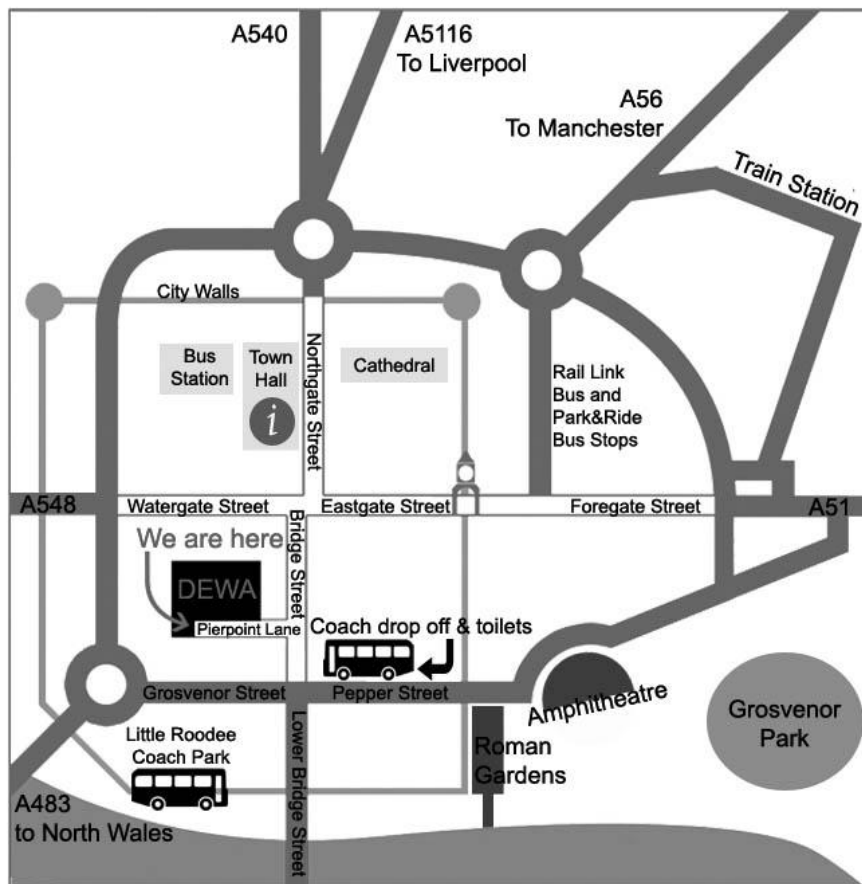 A540
A5116
To Liverpool
A56
To Manchester
Train Station
City Walls
Bus
Station
Town
Hall
i
Northgate Street
Cathedral
Rail Link
Bus and
Park&Ride
Bus Stops
A548
Watergate Street
Eastgate Street
Foregate Street
A51
We are here
Bridge Street
DEWA
Pierpoint Lane
Coach drop off & toilets
Grosvenor Street
Pepper Street
Amphitheatre
Grosvenor
Park
Little Roodee
Coach Park
Lower Bridge Street
Roman
Gardens
A483
to North Wales